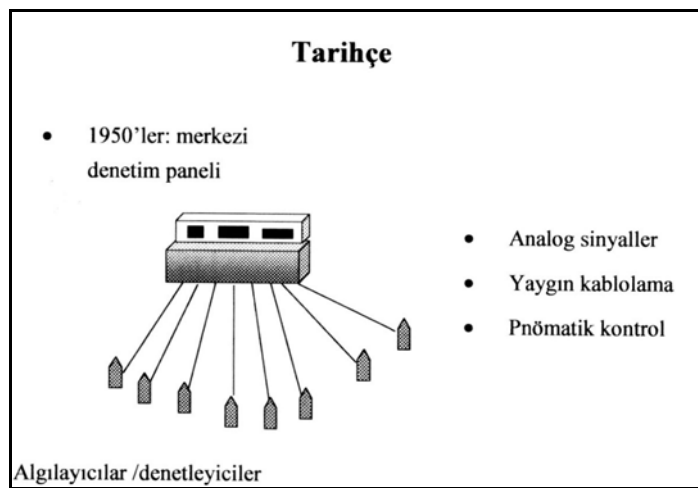 Tarihçe
• 1950’ler: merkezi
denetim paneli
• Analog sinyaller
• Yaygın kablolama
• Pnömatik kontrol
Algılayıcılar /denetleyiciler